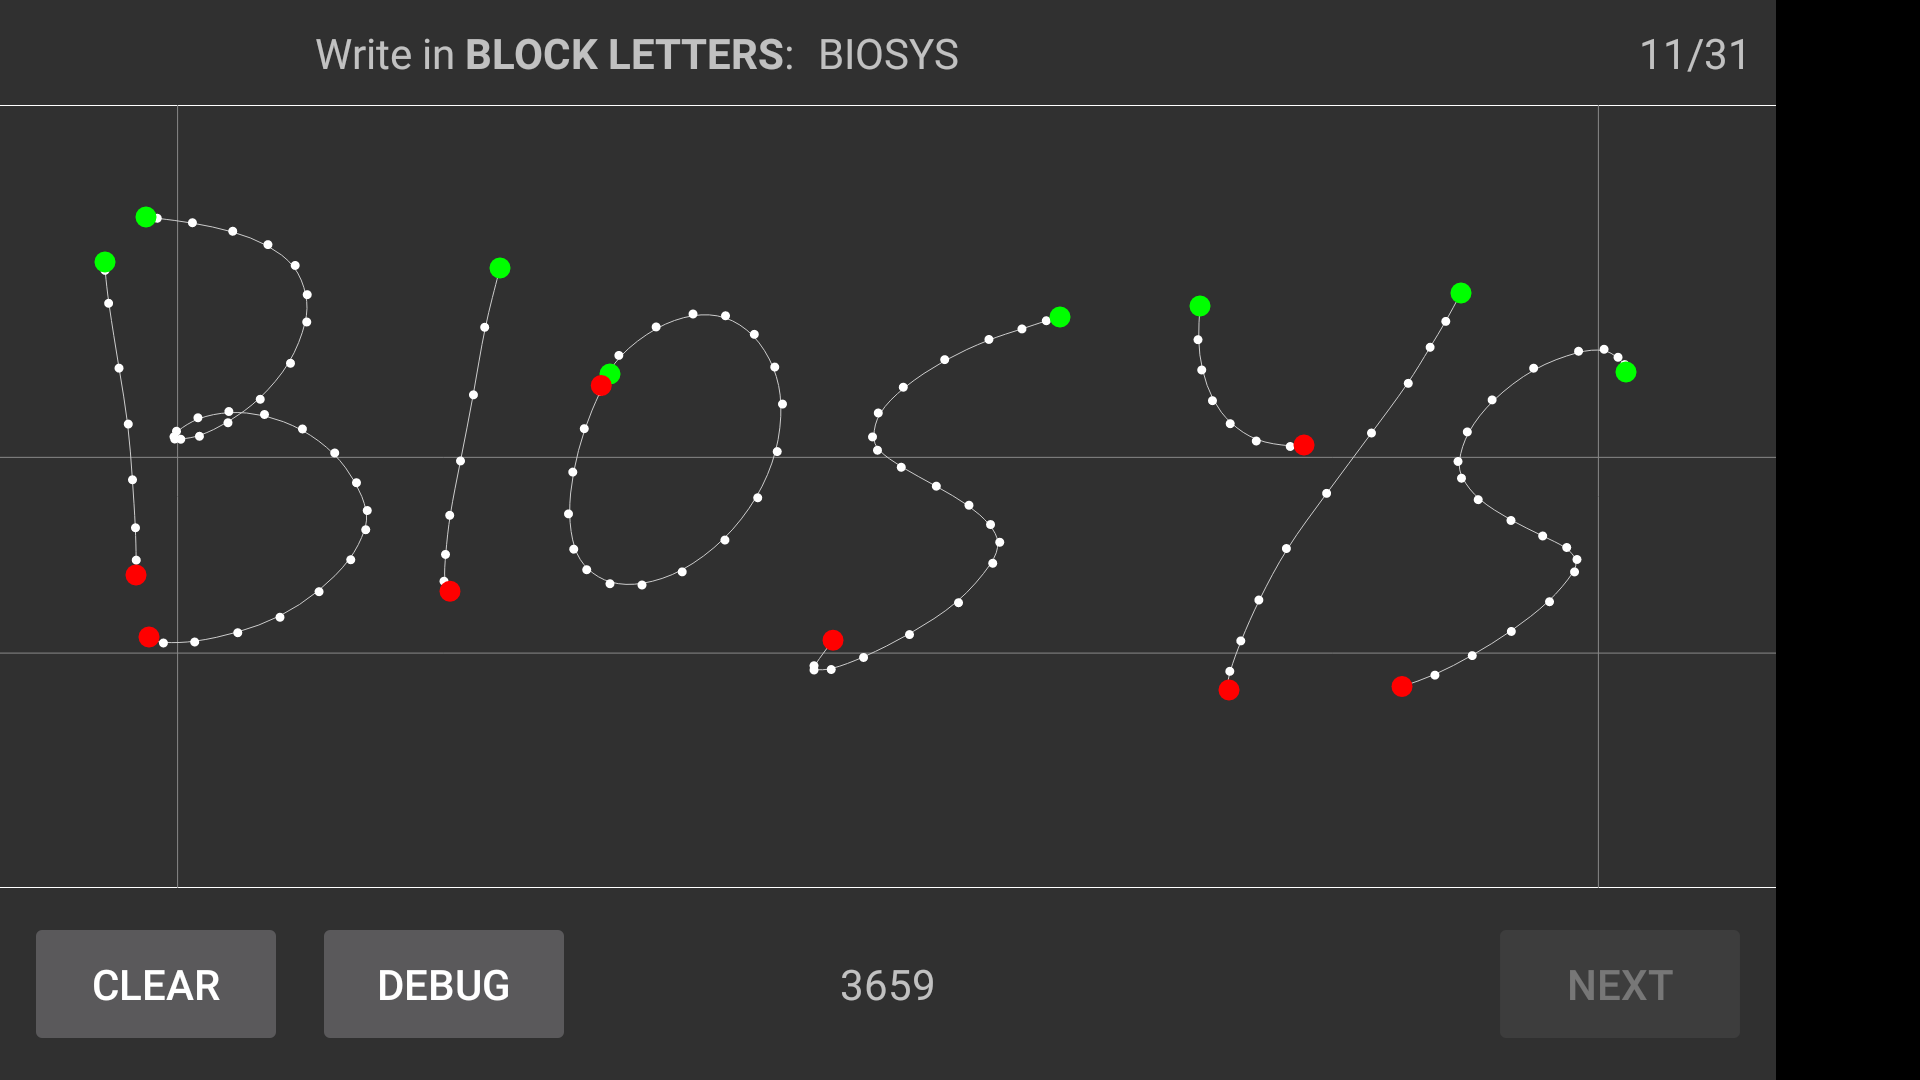 Write in BLOCK LETTERS: BIOSYS 11/31
BIOSYS
CLEAR DEBUG 3659 NEXT